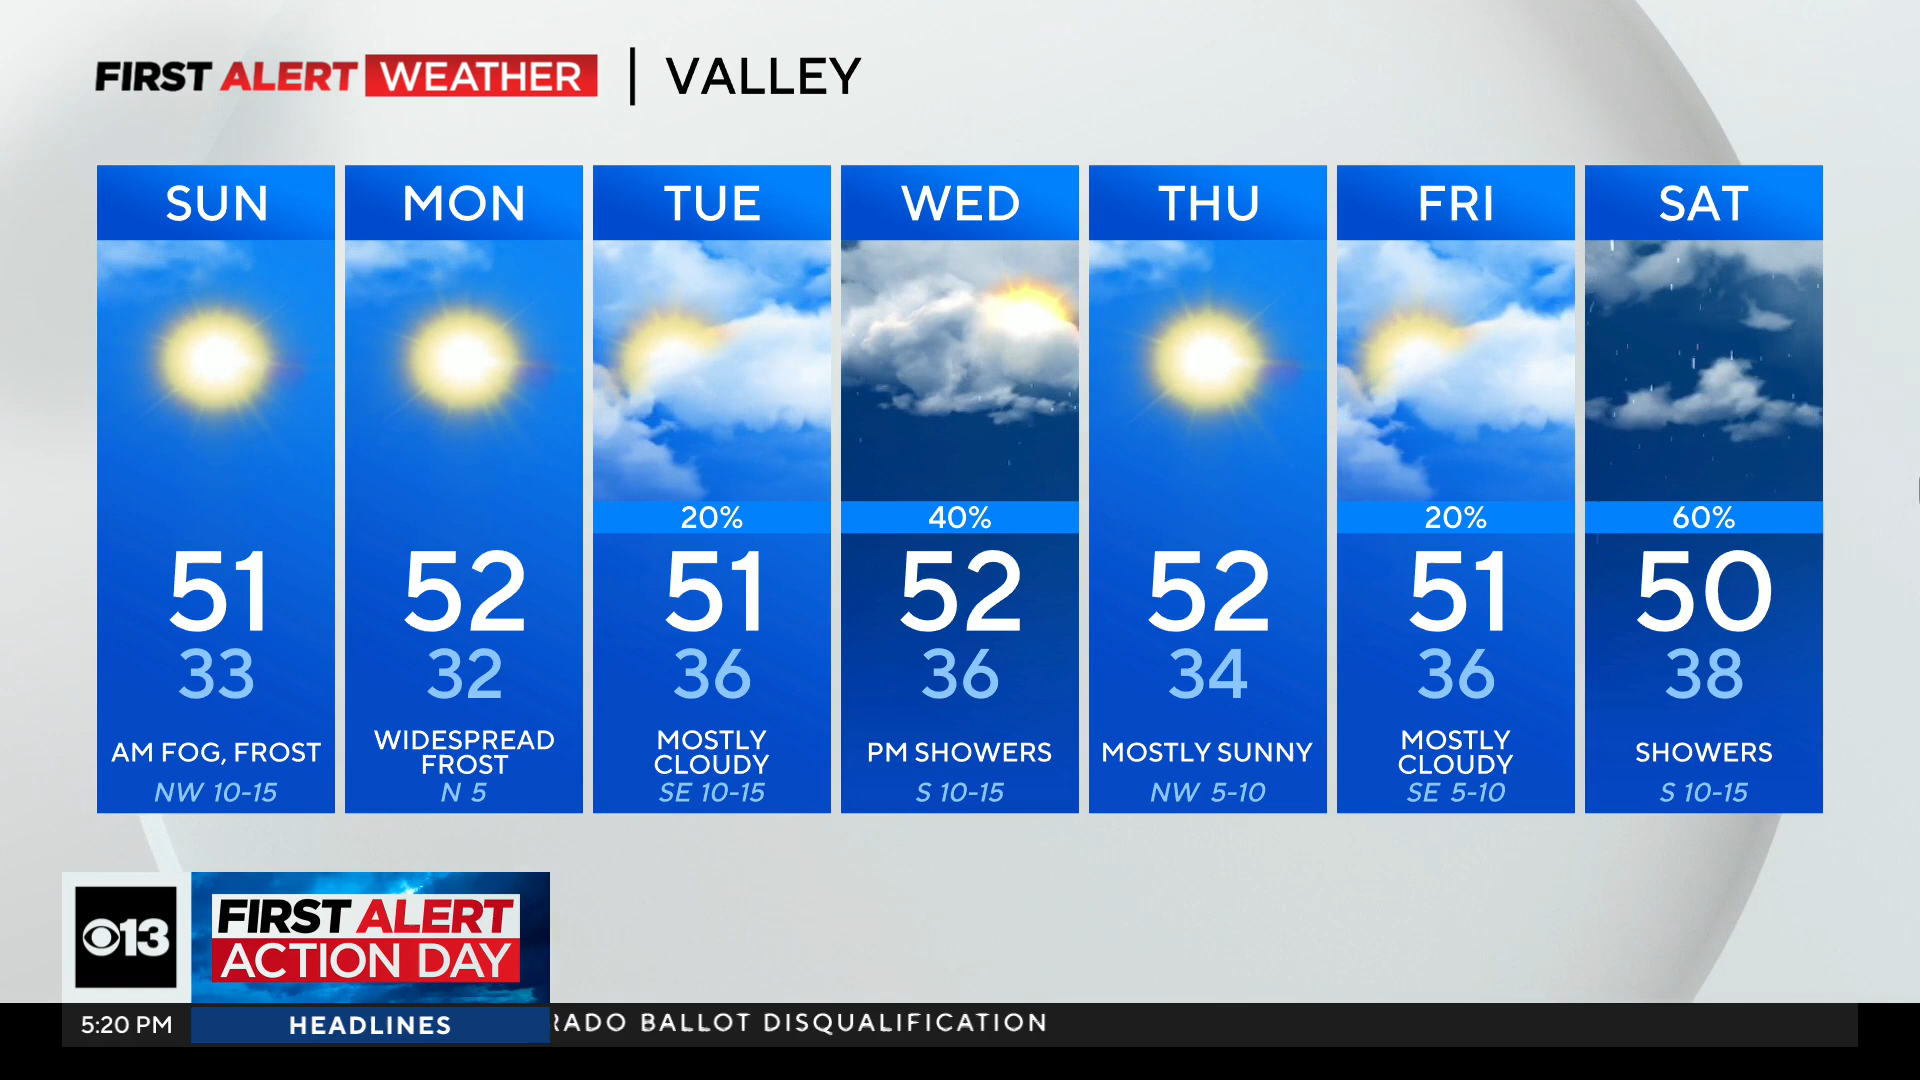 FIRST ALERT WEATHER | VALLEY
SUN
51
33
AM FOG, FROST
NW 10-15
MON
52
32
WIDESPREAD
FROST
N 5
TUE
20%
51
36
MOSTLY
CLOUDY
SE 10-15
WED
40%
52
36
PM SHOWERS
S 10-15
THU
52
34
MOSTLY SUNNY
NW 5-10
FRI
20%
51
36
MOSTLY
CLOUDY
SE 5-10
SAT
60%
50
38
SHOWERS
S 10-15
13
FIRST ALERT
ACTION DAY
5:20 PM
HEADLINES
RADO BALLOT DISQUALIFICATION